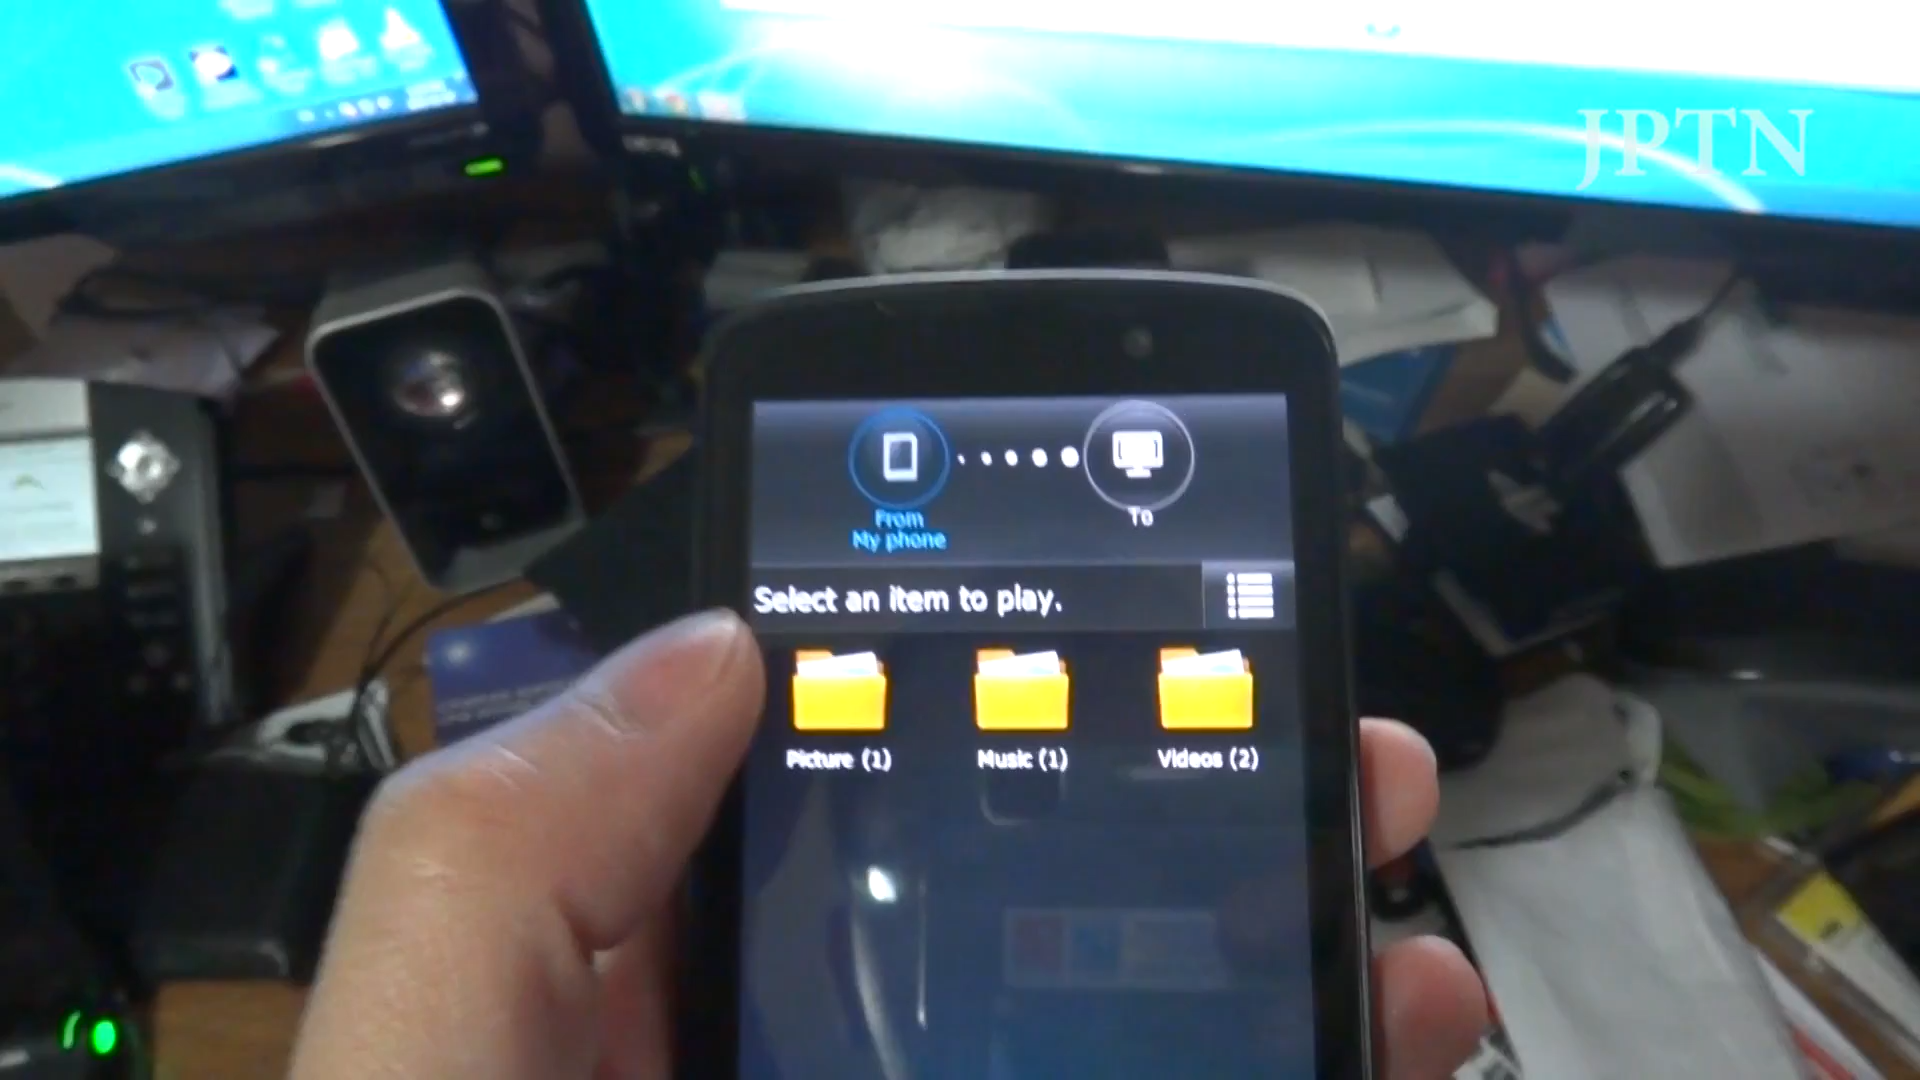 JPTN
From
My phone
To
Select an item to play.
Picture (1)
Music (1)
Videos (2)